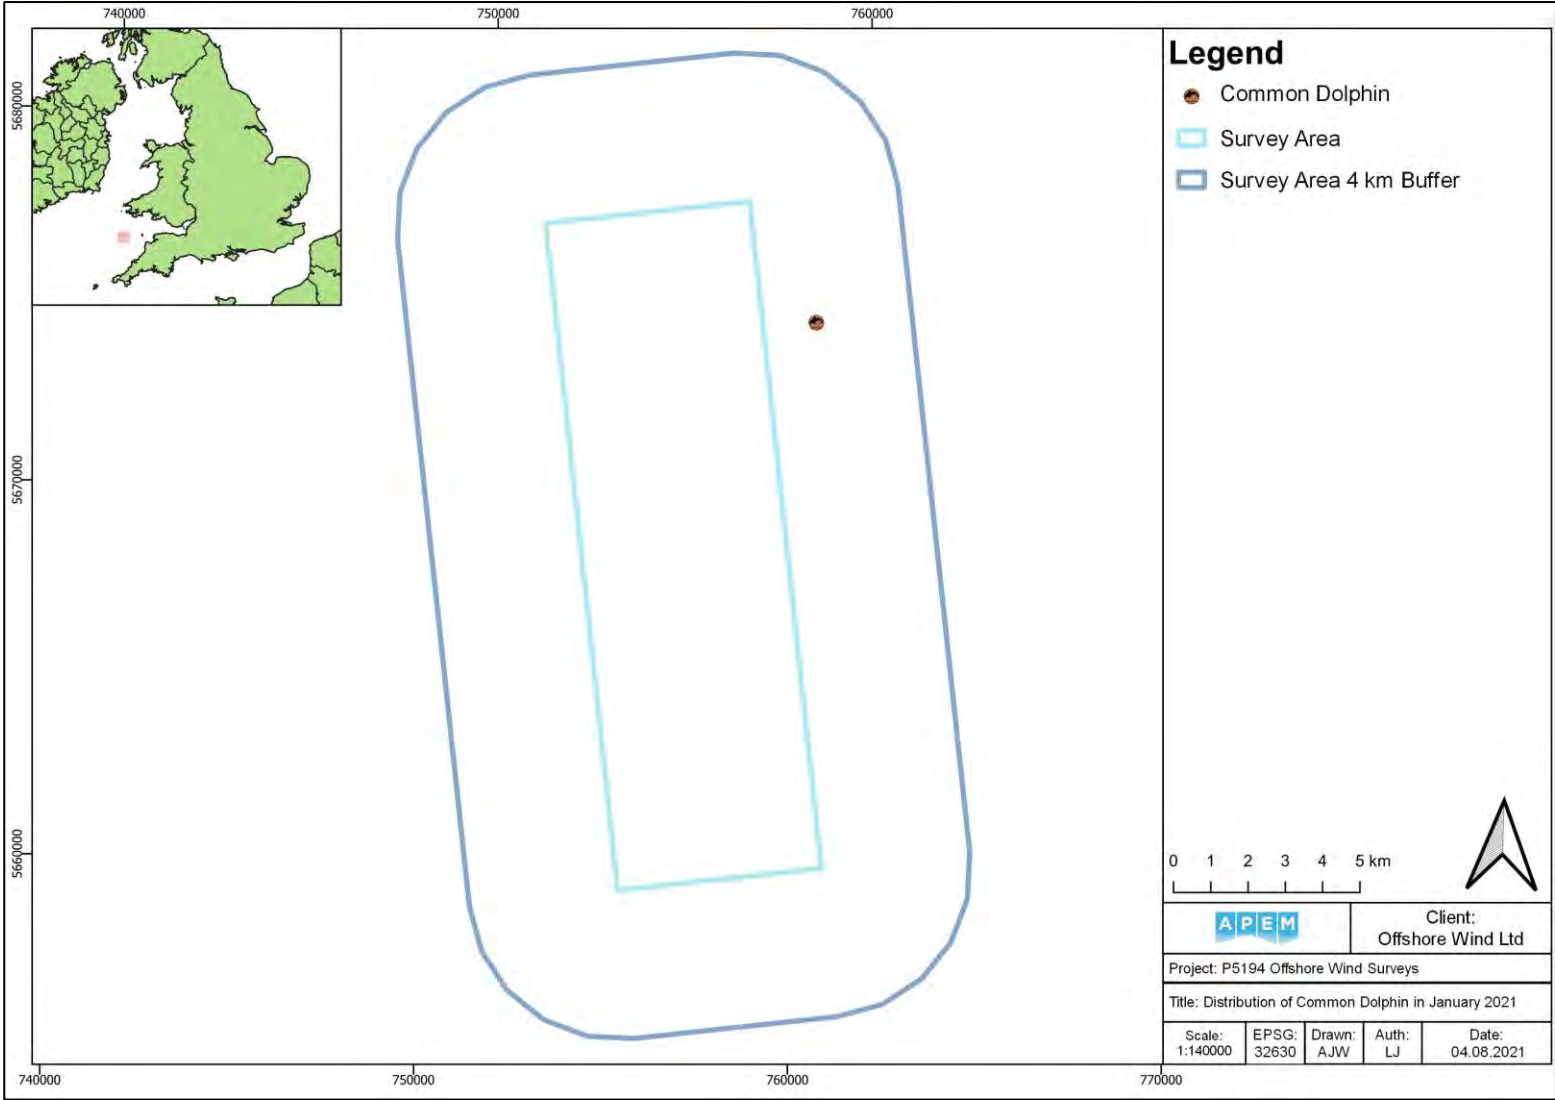 740000 750000 760000
5680000
5670000
5660000
740000 750000 760000 770000
Legend
Common Dolphin
Survey Area
Survey Area 4 km Buffer
0 1 2 3 4 5 km
APEM
Client:
Offshore Wind Ltd
Project: P5194 Offshore Wind Surveys
Title: Distribution of Common Dolphin in January 2021
Scale:
1:140000
EPSG:
32630
Drawn:
AJW
Auth:
LJ
Date:
04.08.2021